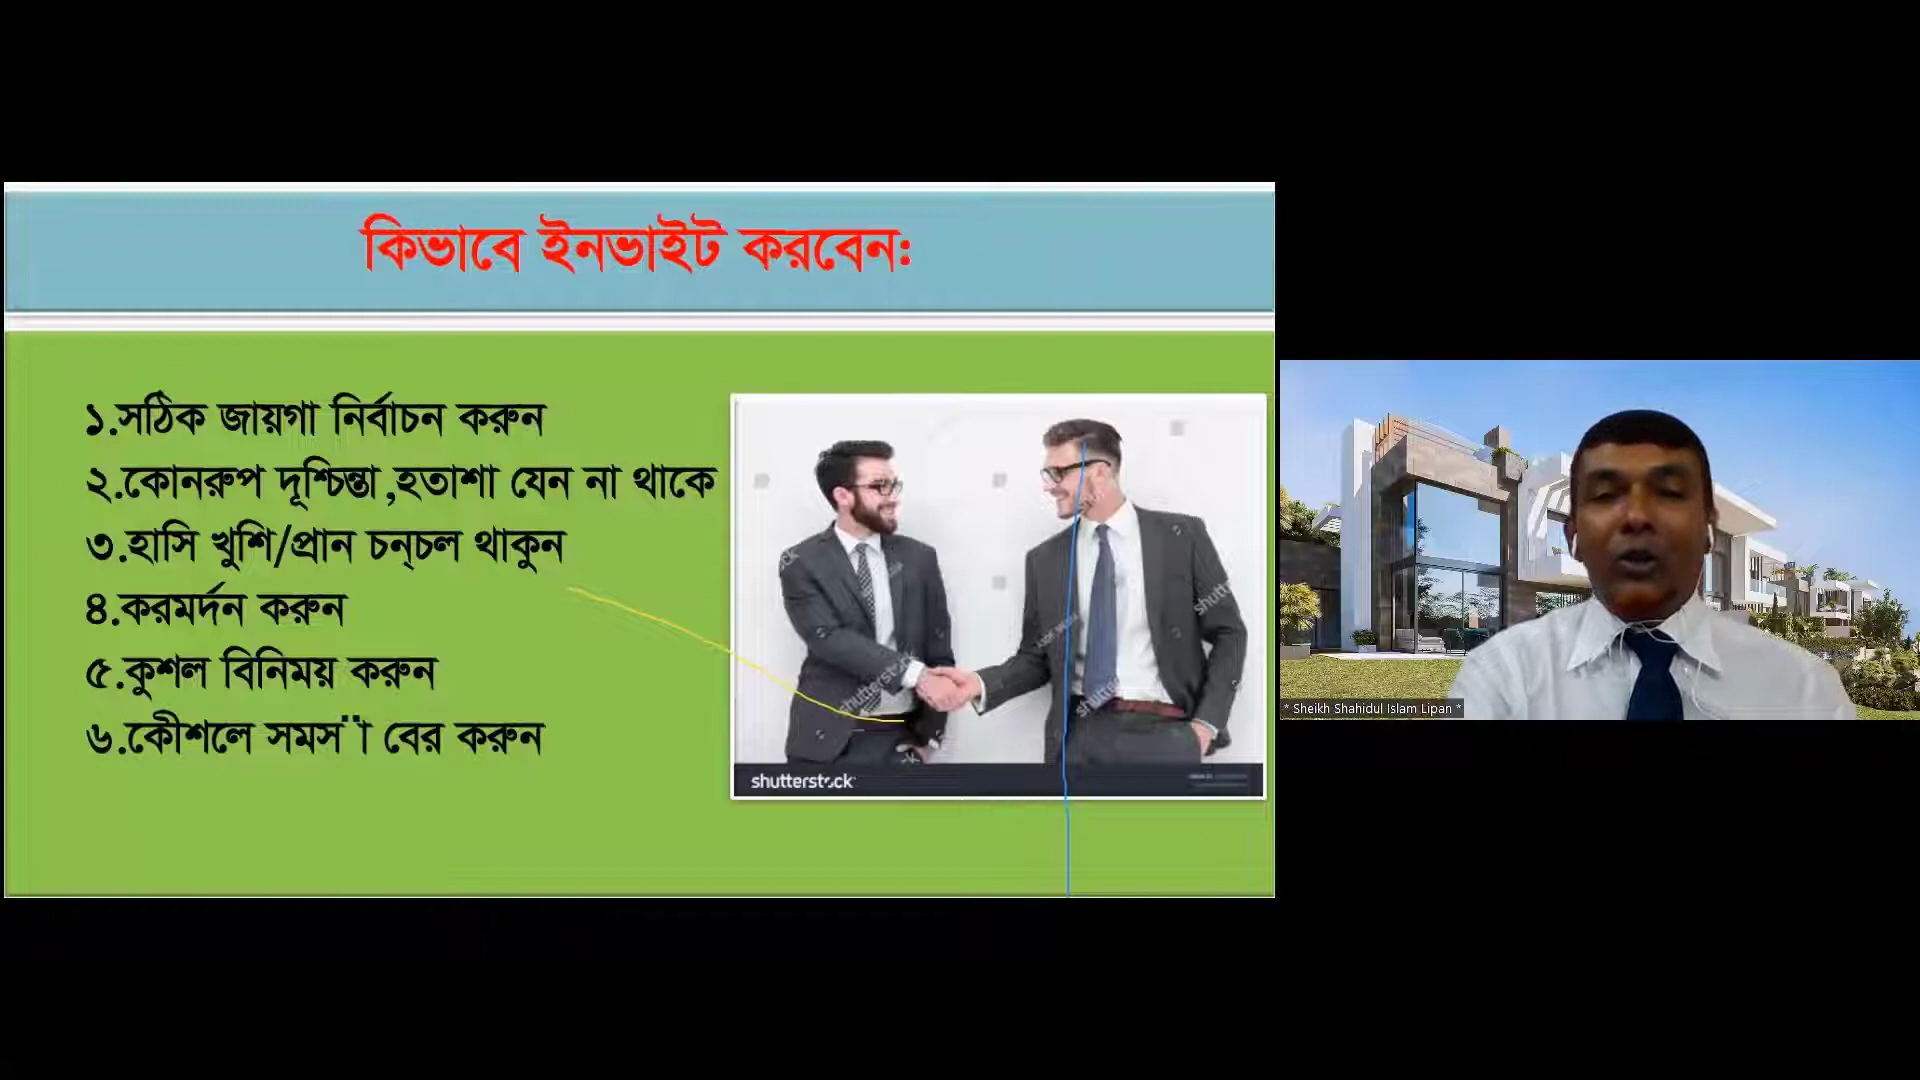 কিভাবে ইনভাইট করবেন:
১.সঠিক জায়গা নির্বাচন করুন
২.কোনরুপ দূশ্চিন্তা,হতাশা যেন না থাকে
৩.হাসি খুশি/প্রান চন্চল থাকুন
৪.করমর্দন করুন
৫.কুশল বিনিময় করুন
৬.কৌীশলে সমস¨া বের করুন
shutterstock
* Sheikh Shahidul Islam Lipan *